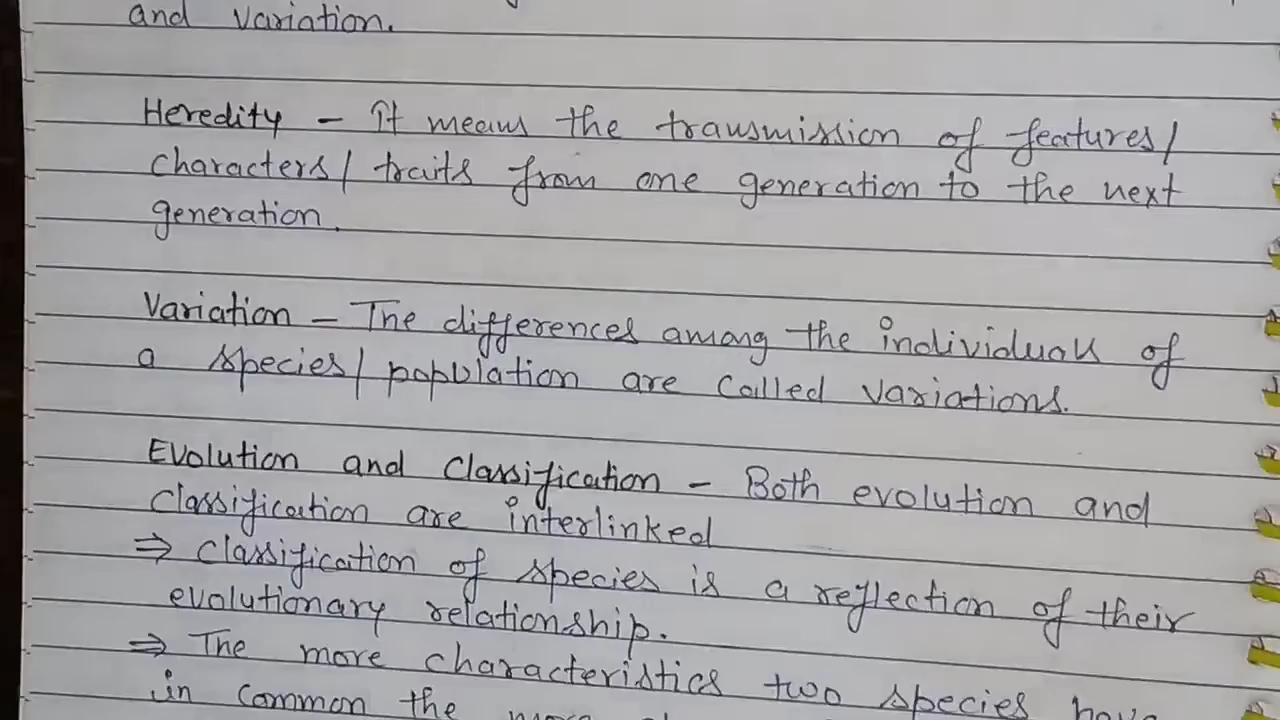 and variation.
Heredity - It means the transmission of features/
characters/ traits from one generation to the next
generation.
Variation - The differences among the individuals of
a species/ population are called variations.
Evolution and Classification - Both evolution and
classification are interlinked
⇒ classification of species is a reflection of their
evolutionary relationship.
⇒ The more characteristics two species have
in common the more